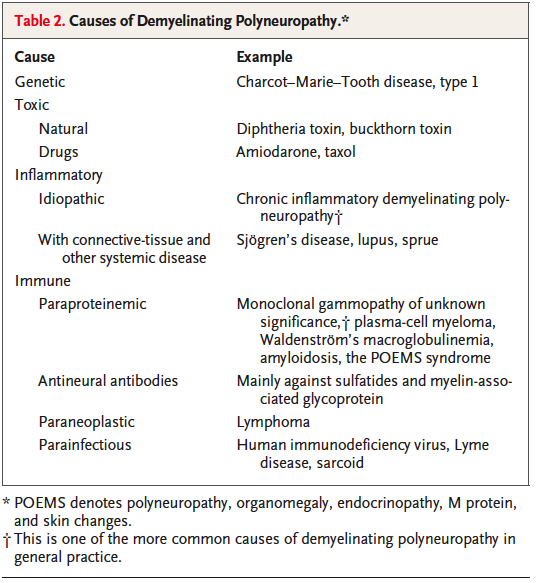 Table 2. Causes of Demyelinating Polyneuropathy.*
Cause Example
Genetic Charcot–Marie–Tooth disease, type 1
Toxic
Natural Diphtheria toxin, buckthorn toxin
Drugs Amiodarone, taxol
Inflammatory
Idiopathic Chronic inflammatory demyelinating poly-
neuropathy†
With connective-tissue and Sjögren's disease, lupus, sprue
other systemic disease
Immune
Paraproteinemic Monoclonal gammopathy of unknown
significance,† plasma-cell myeloma,
Waldenström's macroglobulinemia,
amyloidosis, the POEMS syndrome
Antineural antibodies Mainly against sulfatides and myelin-asso-
ciated glycoprotein
Paraneoplastic Lymphoma
Parainfectious Human immunodeficiency virus, Lyme
disease, sarcoid
* POEMS denotes polyneuropathy, organomegaly, endocrinopathy, M protein,
and skin changes.
† This is one of the more common causes of demyelinating polyneuropathy in
general practice.